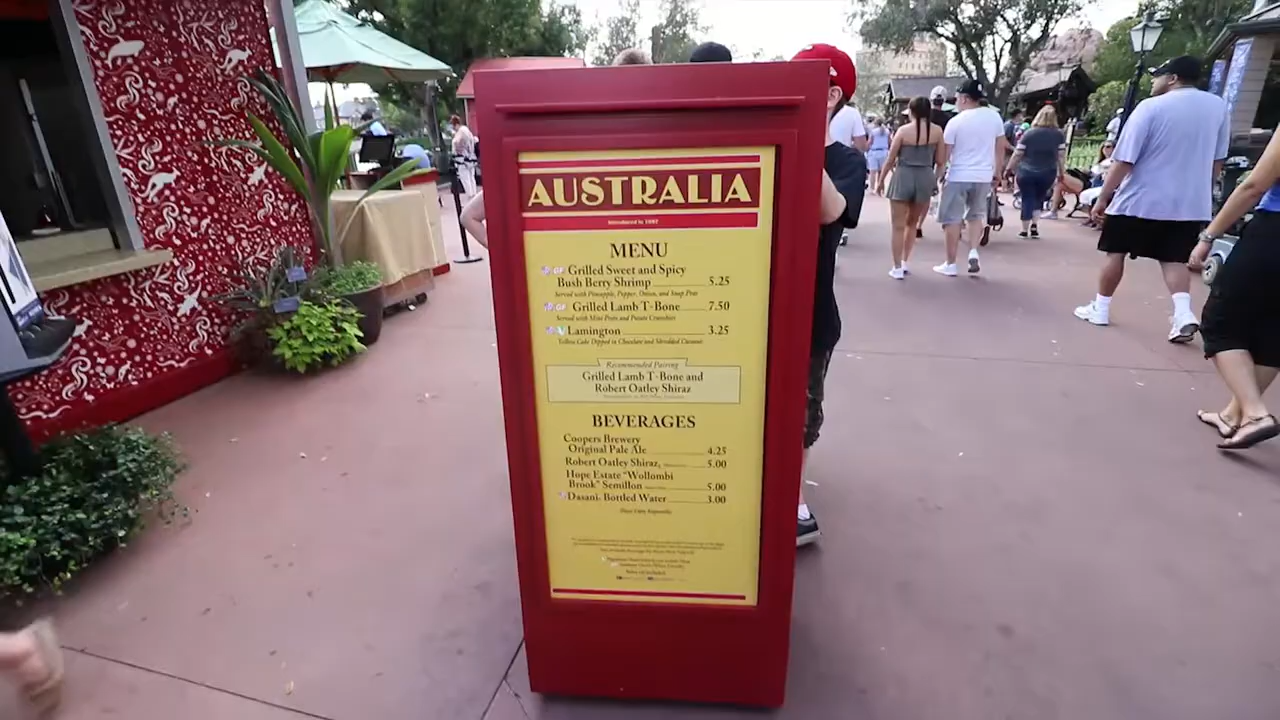 AUSTRALIA
Introduced in 1997
MENU
Grilled Sweet and Spicy
Bush Berry Shrimp 5.25
Served with Pineapple, Pepper, Onion, and Snap Peas
Grilled Lamb T-Bone 7.50
Served with Mint Pesto and Potato Crunchies
Lamington 3.25
Yellow Cake Dipped in Chocolate and Shredded Coconut
Recommended Pairing
Grilled Lamb T-Bone and
Robert Oatley Shiraz
BEVERAGES
Coopers Brewery
Original Pale Ale 4.25
Robert Oatley Shiraz, 5.00
Hope Estate "Wollombi
Brook" Semillon 5.00
Dasani® Bottled Water 3.00
Please Enjoy Responsibly.